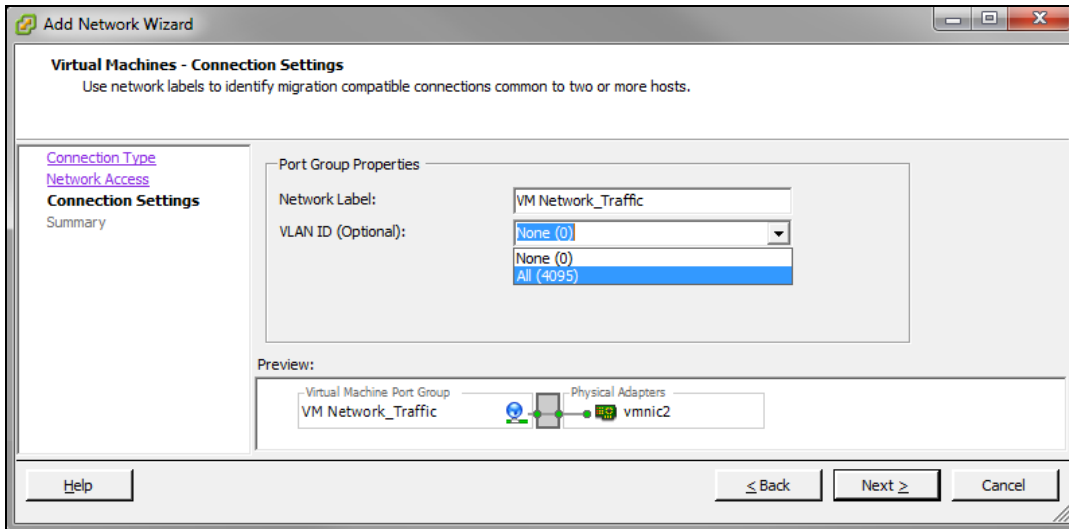 Add Network Wizard
Virtual Machines - Connection Settings
Use network labels to identify migration compatible connections common to two or more hosts.
Connection Type
Network Access
Connection Settings
Summary
Port Group Properties
Network Label:
VM Network_Traffic
VLAN ID (Optional):
None (0)
None (0)
All (4095)
Preview:
Virtual Machine Port Group
VM Network_Traffic
Physical Adapters
vmnic2
Help
< Back
Next >
Cancel